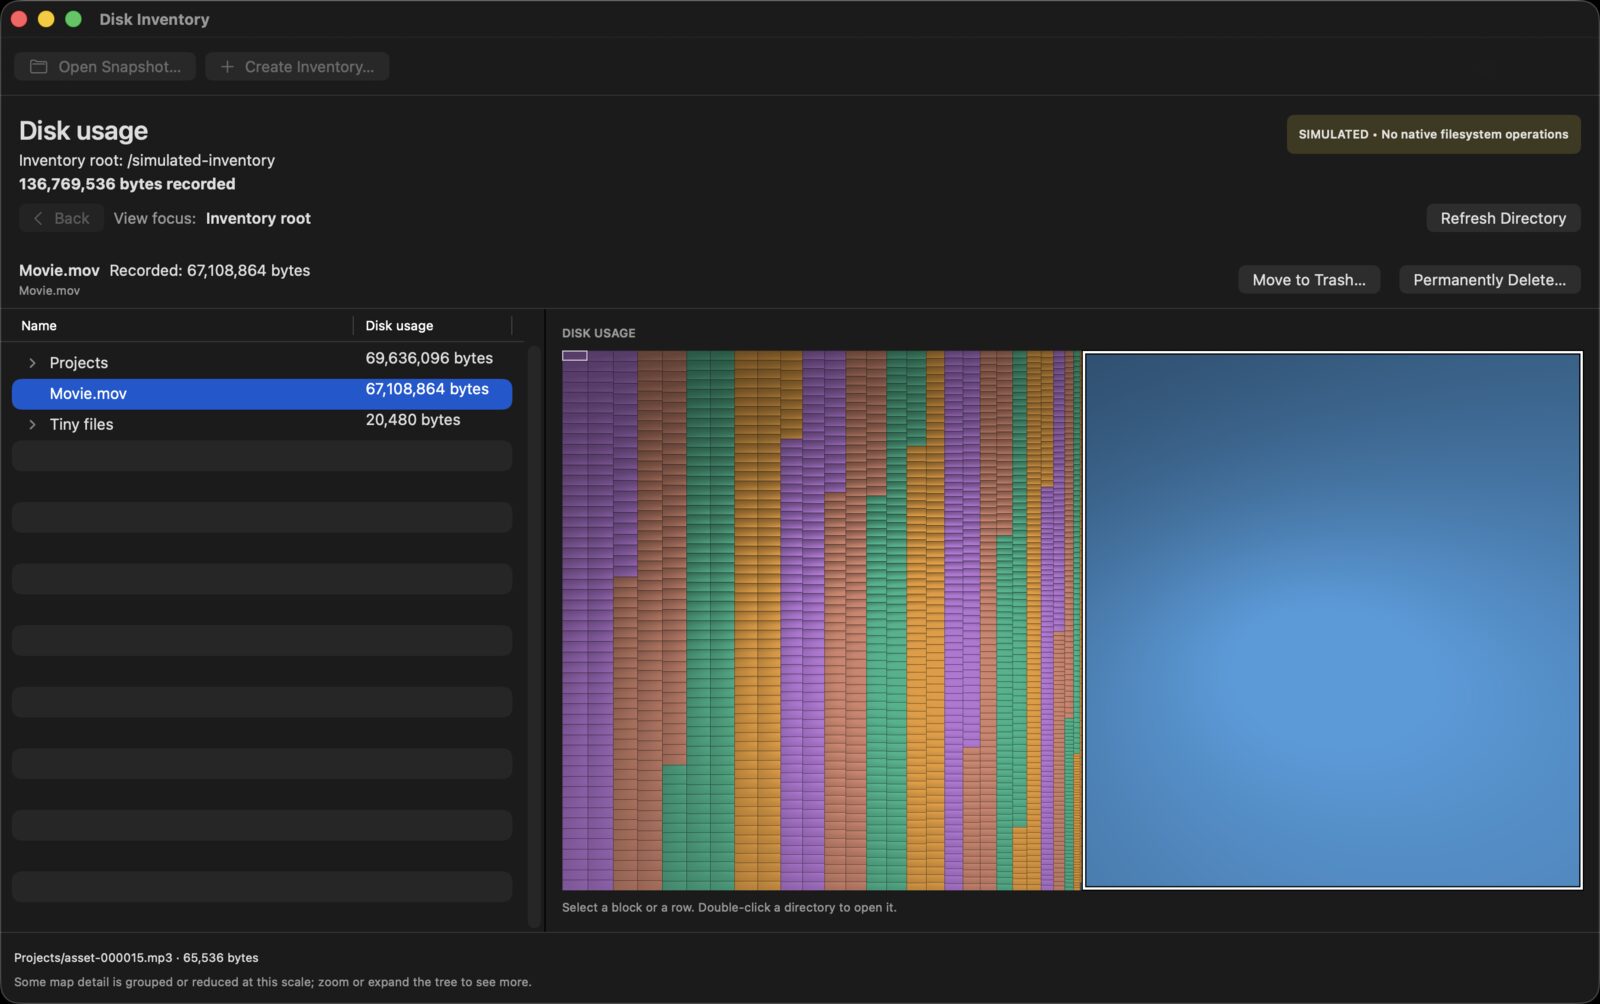 Disk Inventory
Open Snapshot...
Create Inventory...
Disk usage
SIMULATED • No native filesystem operations
Inventory root: /simulated-inventory
136,769,536 bytes recorded
Back View focus: Inventory root
Refresh Directory
Movie.mov Recorded: 67,108,864 bytes
Movie.mov
Move to Trash...
Permanently Delete...
Name Disk usage
Projects 69,636,096 bytes
Movie.mov 67,108,864 bytes
Tiny files 20,480 bytes
DISK USAGE
Select a block or a row. Double-click a directory to open it.
Projects/asset-000015.mp3 · 65,536 bytes
Some map detail is grouped or reduced at this scale; zoom or expand the tree to see more.